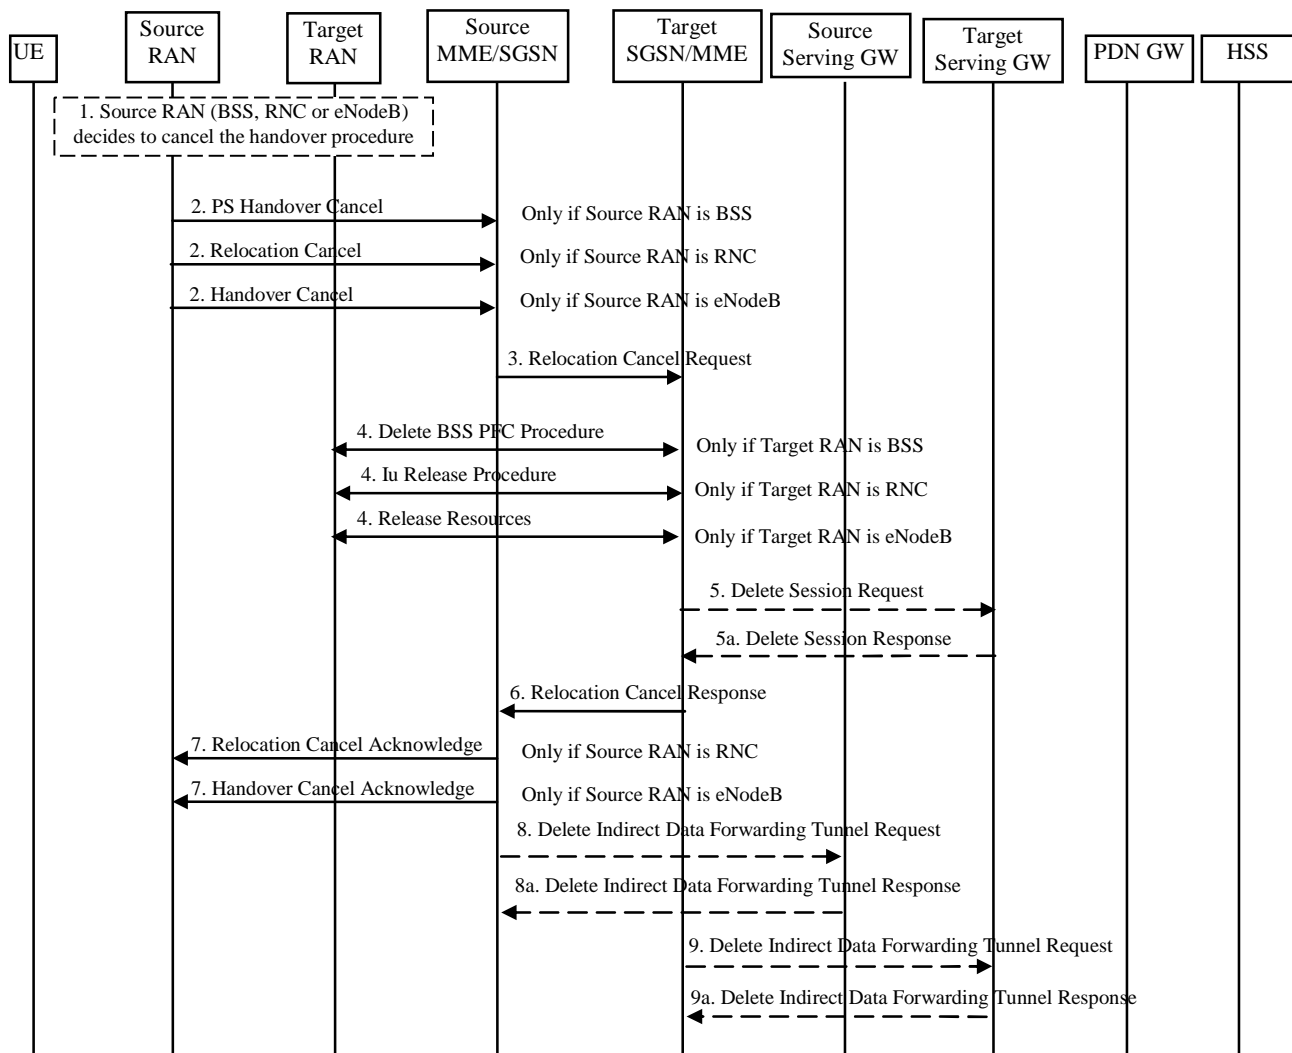 UE
Source
RAN
Target
RAN
Source
MME/SGSN
Target
SGSN/MME
Source
Serving GW
Target
Serving GW
PDN GW
HSS
1. Source RAN (BSS, RNC or eNodeB)
decides to cancel the handover procedure
2. PS Handover Cancel
Only if Source RAN is BSS
2. Relocation Cancel
Only if Source RAN is RNC
2. Handover Cancel
Only if Source RAN is eNodeB
3. Relocation Cancel Request
4. Delete BSS PFC Procedure
Only if Target RAN is BSS
4. Iu Release Procedure
Only if Target RAN is RNC
4. Release Resources
Only if Target RAN is eNodeB
5. Delete Session Request
5a. Delete Session Response
6. Relocation Cancel Response
7. Relocation Cancel Acknowledge
Only if Source RAN is RNC
7. Handover Cancel Acknowledge
Only if Source RAN is eNodeB
8. Delete Indirect Data Forwarding Tunnel Request
8a. Delete Indirect Data Forwarding Tunnel Response
9. Delete Indirect Data Forwarding Tunnel Request
9a. Delete Indirect Data Forwarding Tunnel Response